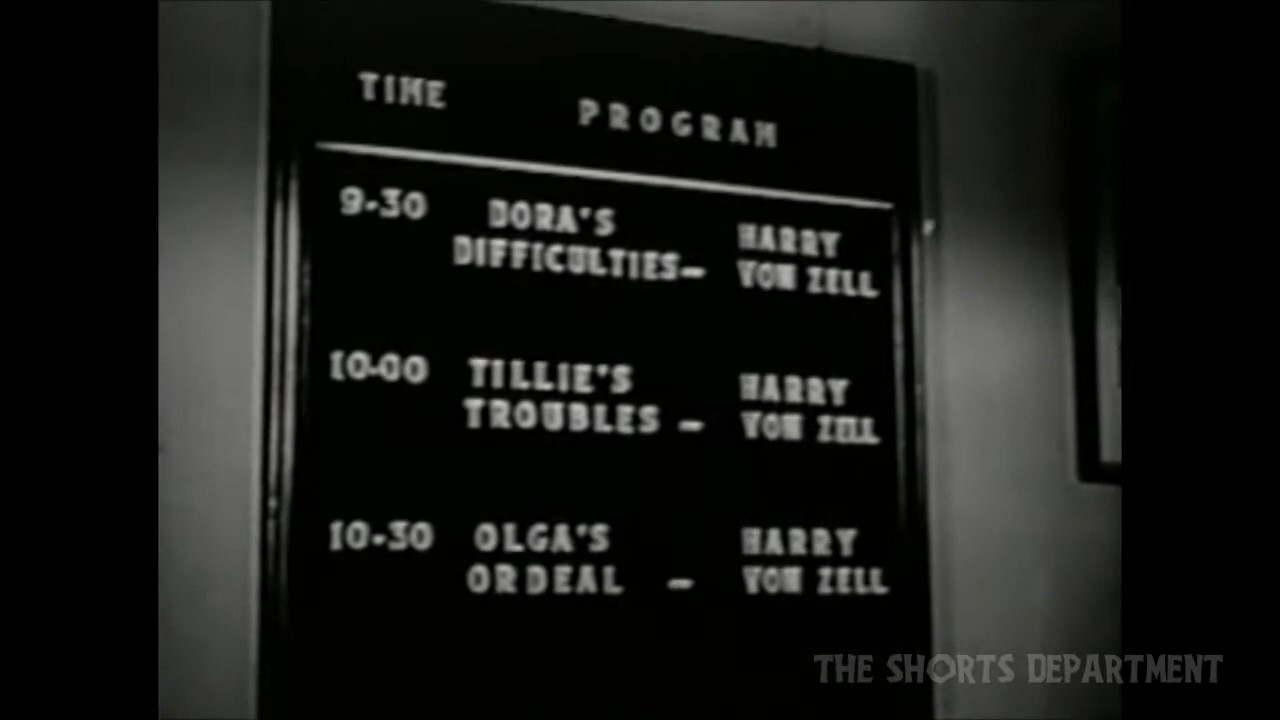 TIME PROGRAM
9-30 DORA'S HARRY
DIFFICULTIES- VON ZELL
10-00 TILLIE'S HARRY
TROUBLES - VON ZELL
10-30 OLGA'S HARRY
ORDEAL - VON ZELL
THE SHORTS DEPARTMENT